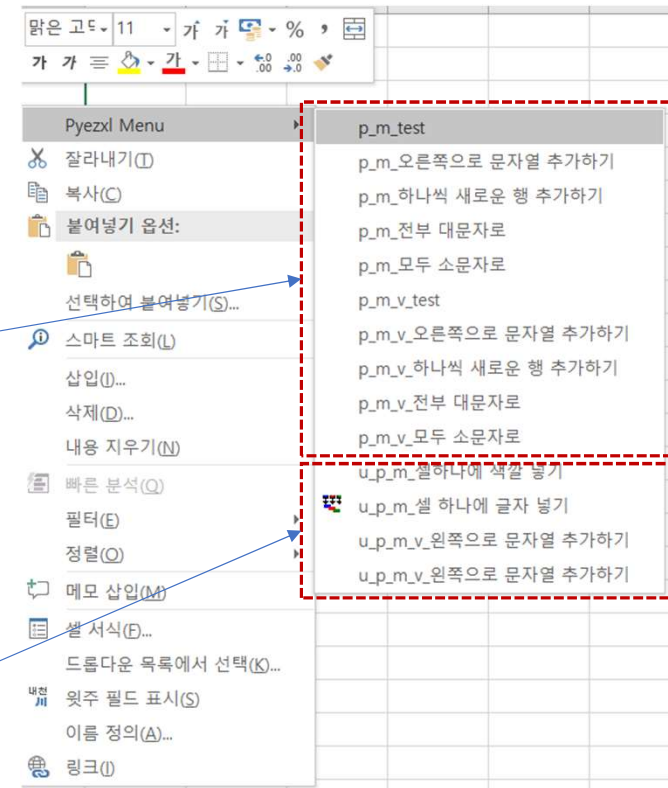 맑은 고딕 11 가 가 % ,
가 가 가 .00 .00
Pyezxl Menu
잘라내기(T)
복사(C)
붙여넣기 옵션:
선택하여 붙여넣기(S)...
스마트 조회(L)
삽입(I)...
삭제(D)...
내용 지우기(N)
빠른 분석(Q)
필터(E)
정렬(O)
메모 삽입(M)
셀 서식(F)...
드롭다운 목록에서 선택(K)...
내천
川 윗주 필드 표시(S)
이름 정의(A)...
링크(I)
p_m_test
p_m_오른쪽으로 문자열 추가하기
p_m_하나씩 새로운 행 추가하기
p_m_전부 대문자로
p_m_모두 소문자로
p_m_v_test
p_m_v_오른쪽으로 문자열 추가하기
p_m_v_하나씩 새로운 행 추가하기
p_m_v_전부 대문자로
p_m_v_모두 소문자로
u_p_m_셀하나에 색깔 넣기
u_p_m_셀 하나에 글자 넣기
u_p_m_v_왼쪽으로 문자열 추가하기
u_p_m_v_왼쪽으로 문자열 추가하기